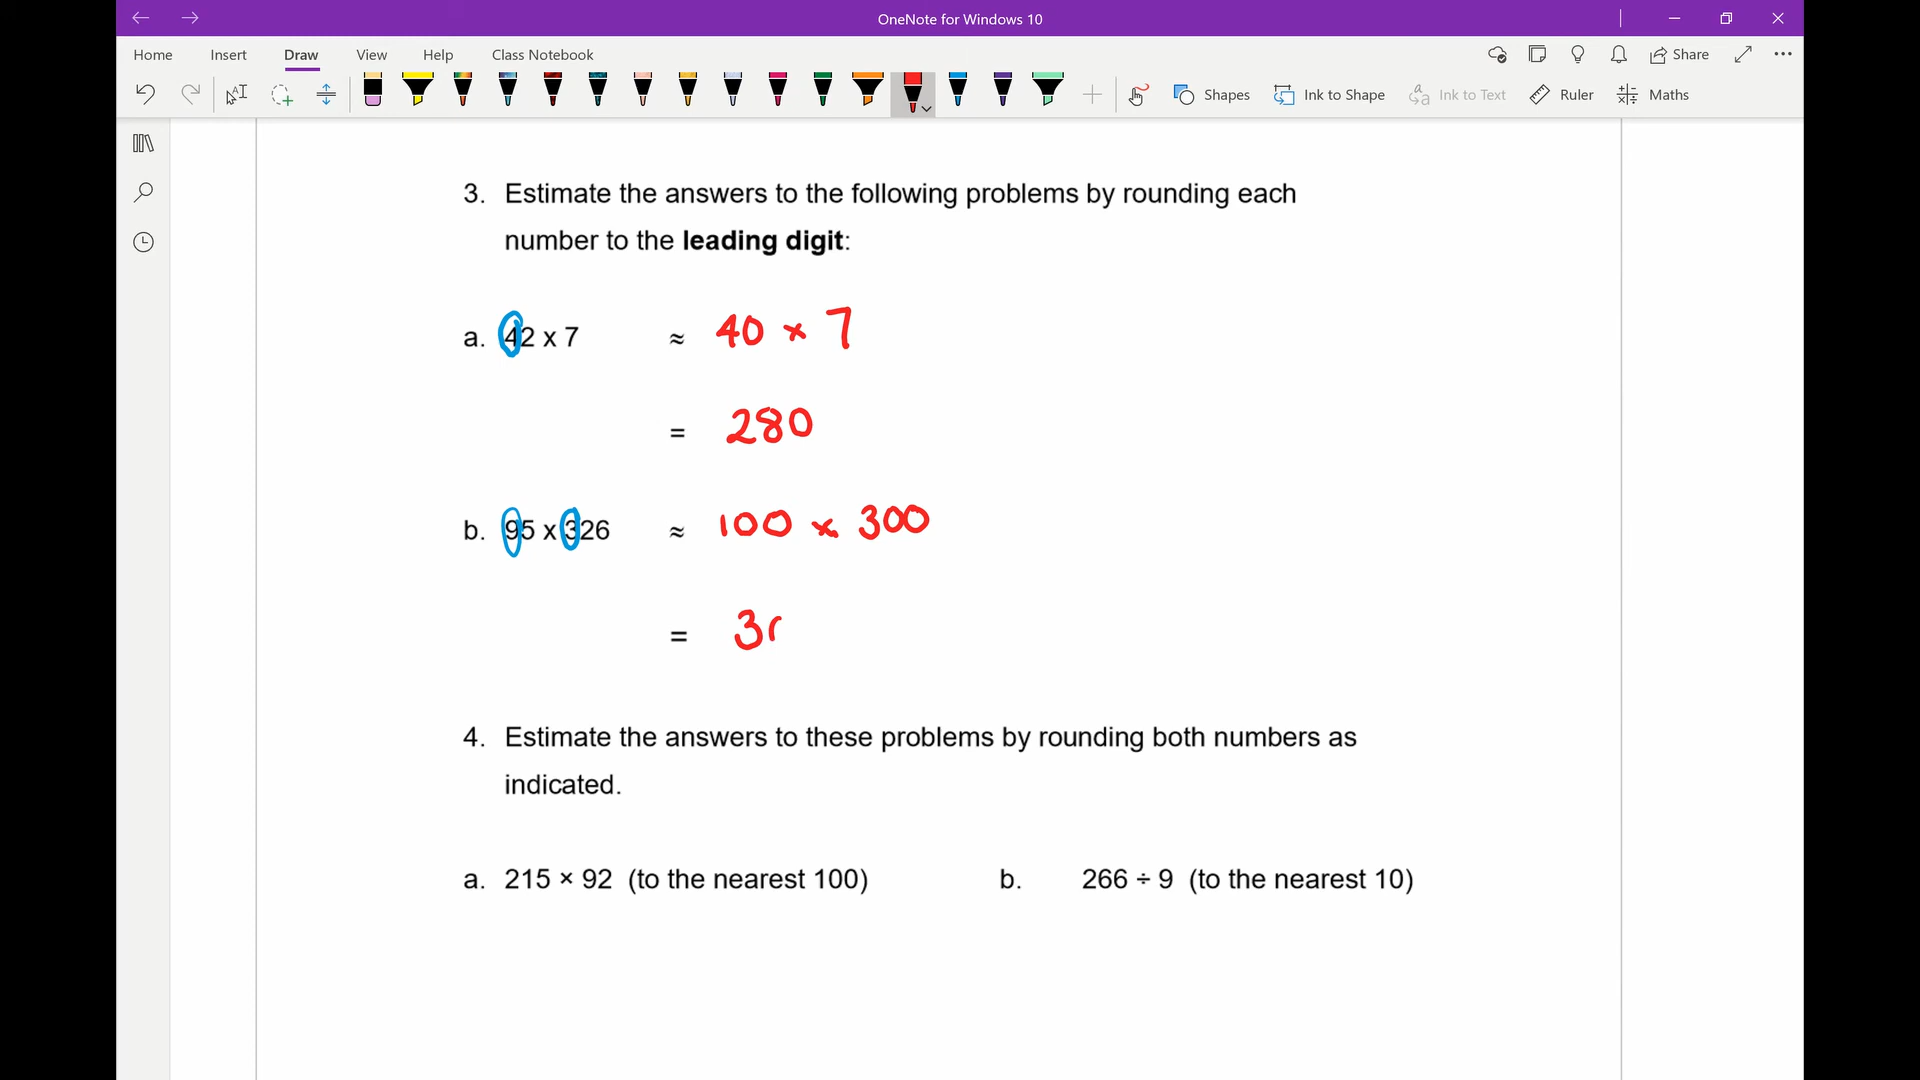 OneNote for Windows 10
Home Insert Draw View Help Class Notebook Share
Shapes Ink to Shape Ink to Text Ruler Maths
3. Estimate the answers to the following problems by rounding each
number to the leading digit:
a. 42 x 7 ≈ 40 × 7
= 280
b. 95 x 326 ≈ 100 × 300
= 3
4. Estimate the answers to these problems by rounding both numbers as
indicated.
a. 215 × 92 (to the nearest 100) b. 266 ÷ 9 (to the nearest 10)